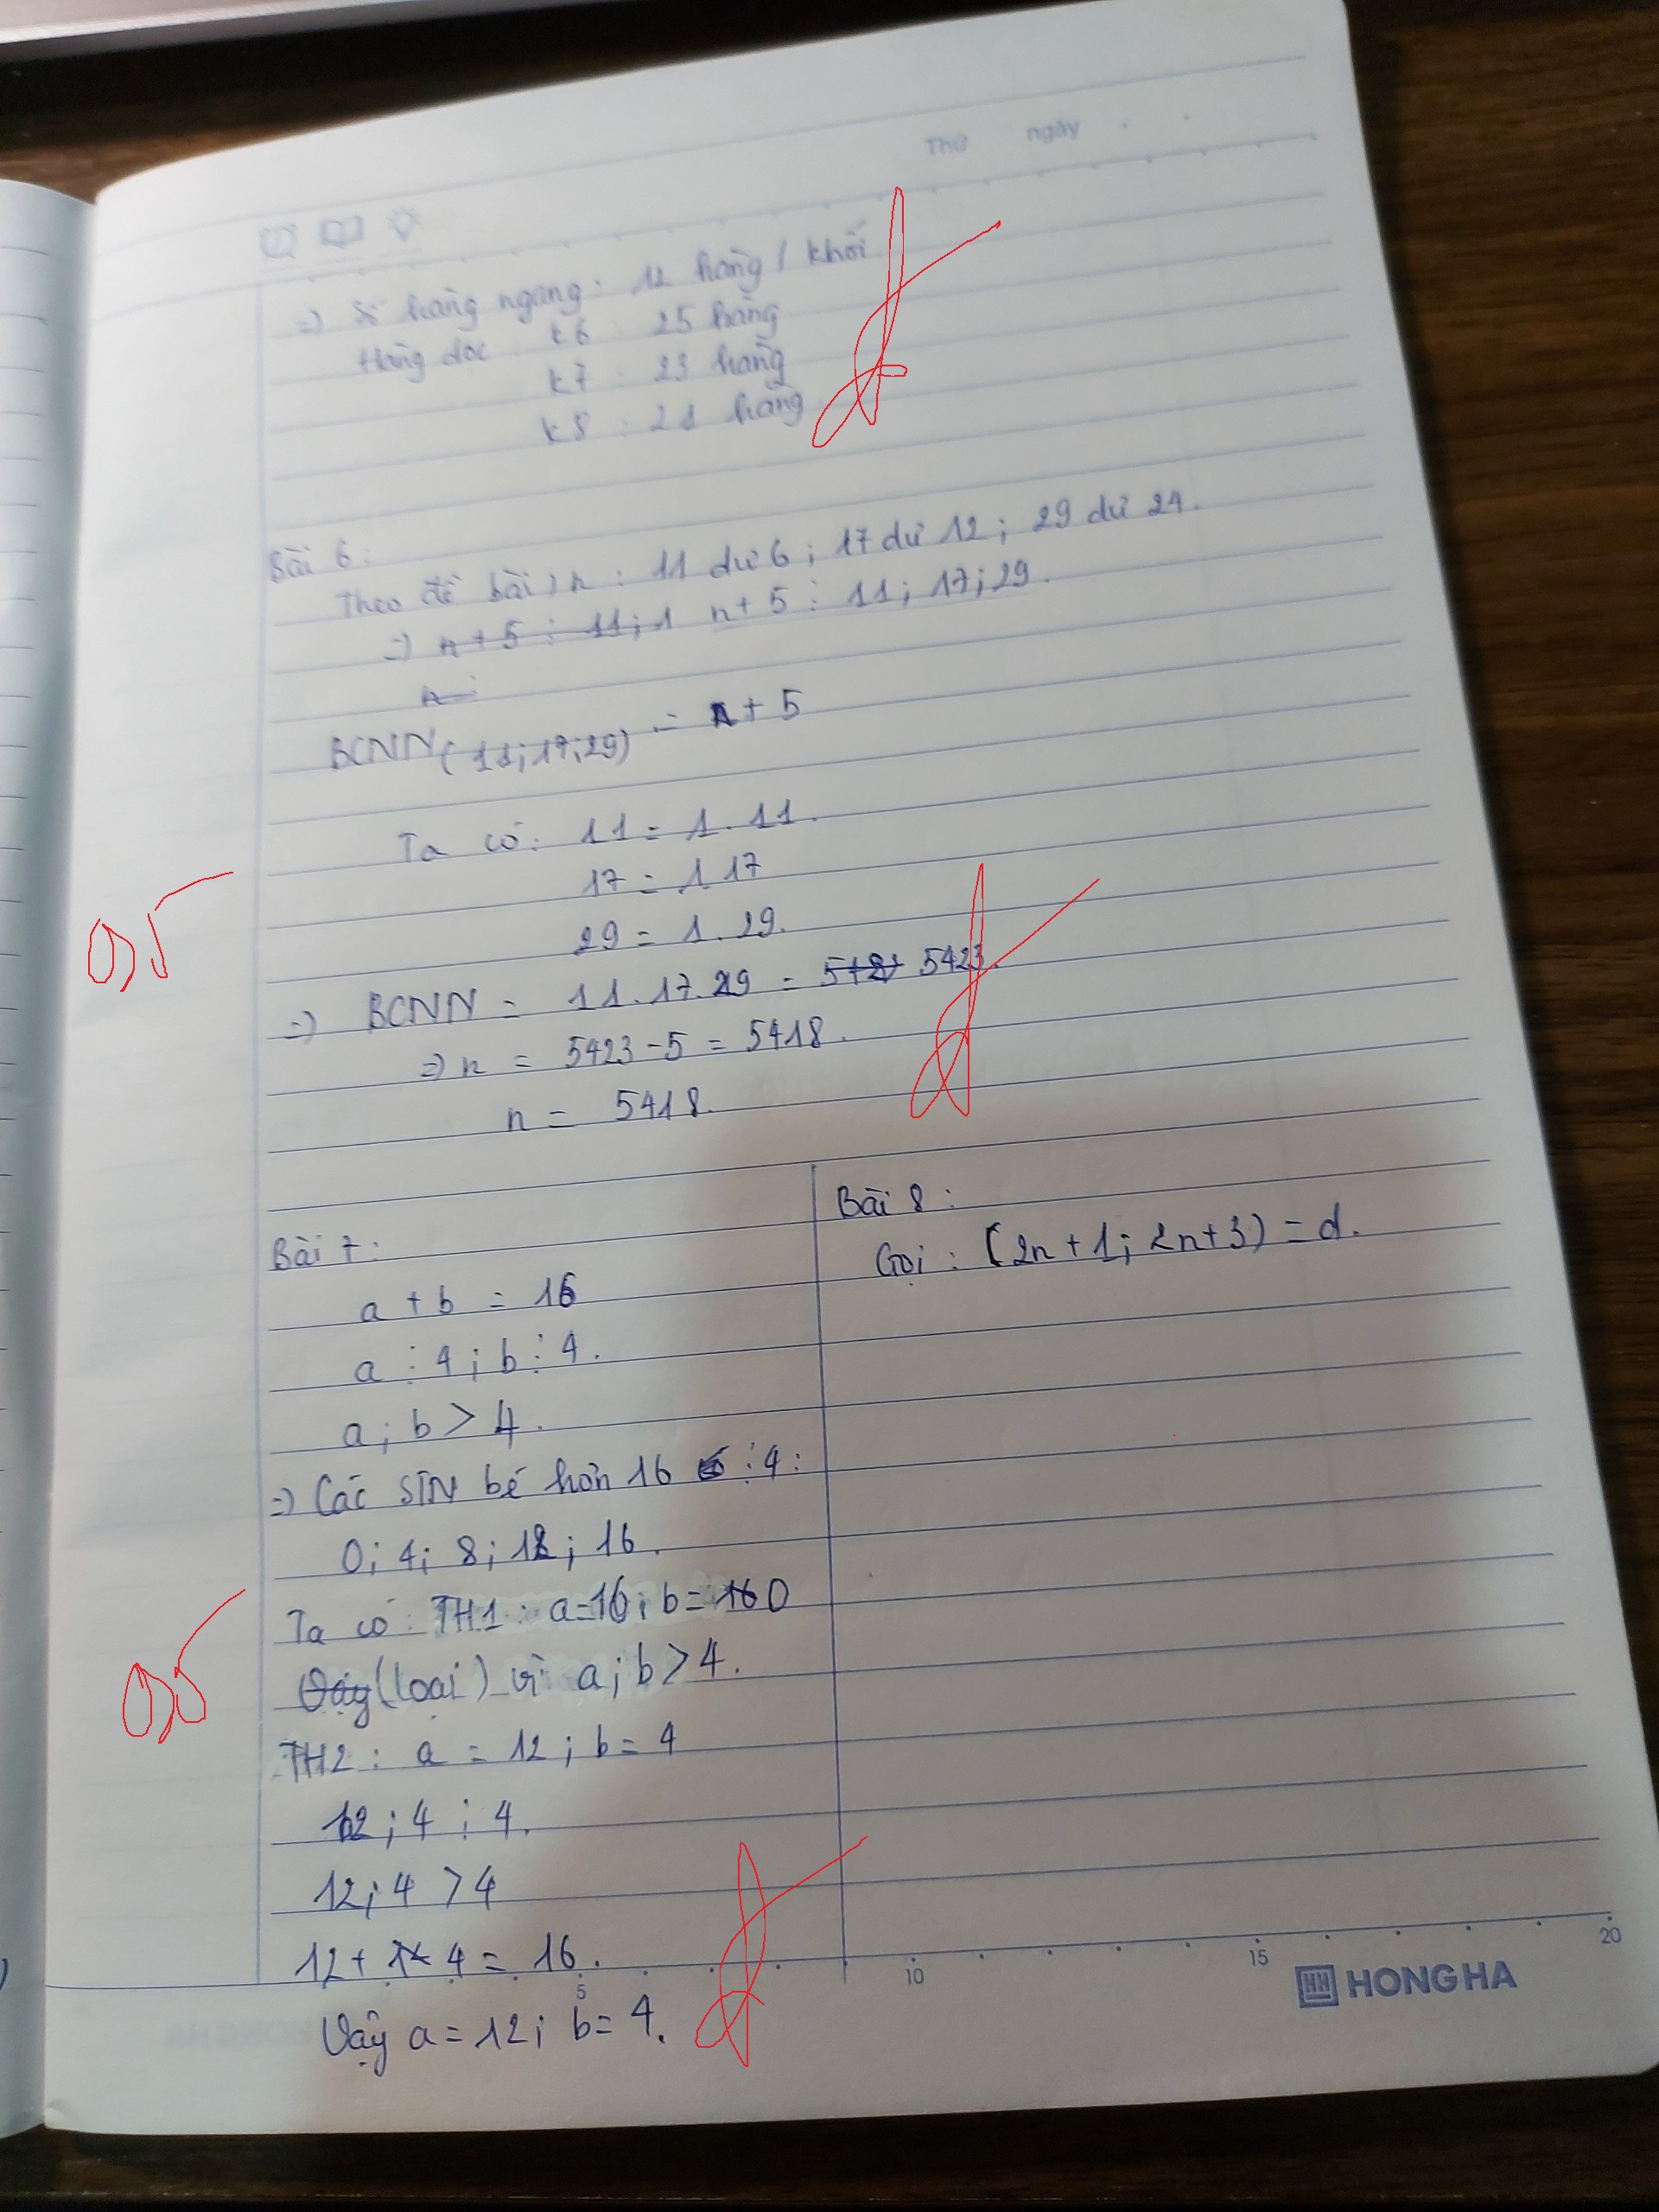 Thứ ngày
=) Số hàng ngang: 12 hàng / khối
Hàng dọc : k6 : 25 hàng
k7 : 23 hàng
k8 : 21 hàng
Bài 6:
Theo đề bài, n : 11 dư 6 ; 17 dư 12 ; 29 dư 24.
=) n + 5 ⋮ 11; 1 n + 5 ⋮ 11; 17; 29.
n
BCNN(11;17;29) = n + 5
Ta có: 11 = 1. 11.
17 = 1 17
0,5
29 = 1. 29.
=) BCNN = 11. 17. 29 = 5423.
=) n = 5423 - 5 = 5418.
n = 5418.
Bài 7:
a + b = 16
a ⋮ 4; b ⋮ 4.
a; b > 4.
=) Các STN bé hơn 16 ⋮ 4:
0; 4; 8; 12; 16.
Ta có: TH1: a=16; b= 16 0
Vậy (loại) vì a; b > 4.
0,5
TH2: a = 12; b = 4
12; 4 ⋮ 4.
12; 4 > 4
12 + 4 = 16.
Vậy a = 12; b = 4.
Bài 8:
Gọi : (2n + 1; 2n+3) = d.
5 10 15 20
HH HONG HA